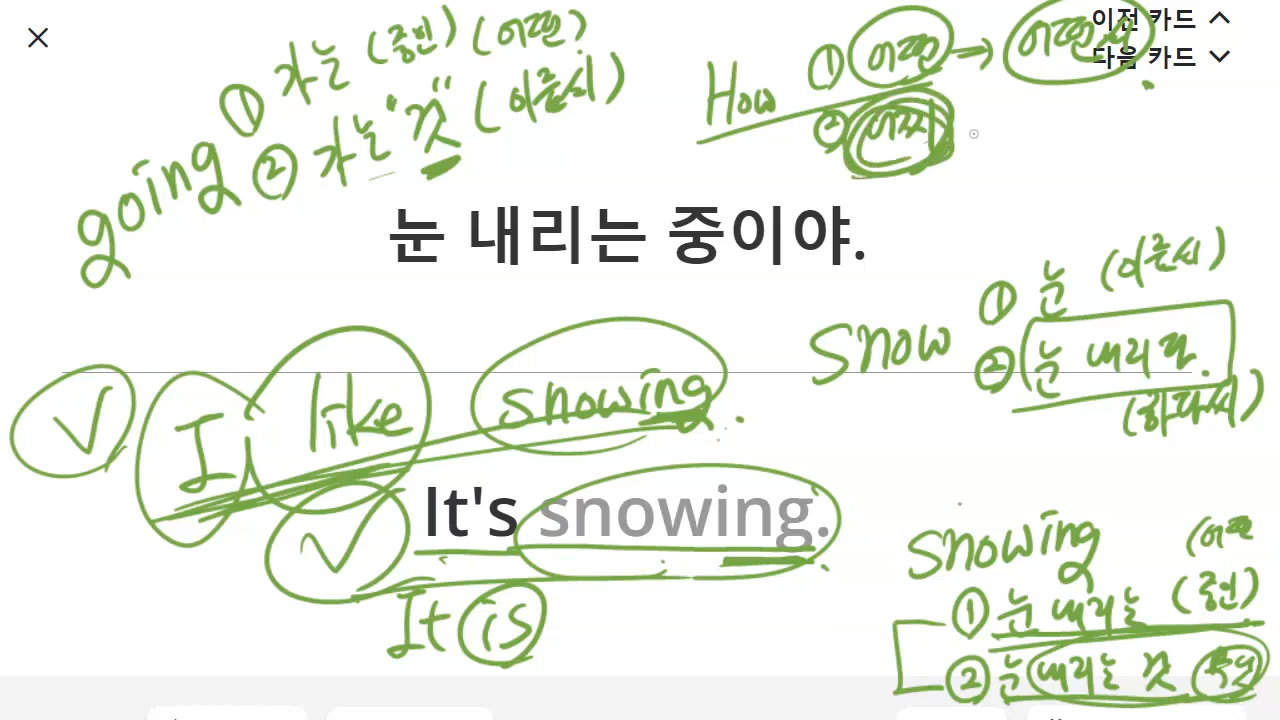 이전 카드
다음 카드
going ① 가는 (중인) (어떤)
② 가는 "것" (이름씨)
How ① 어떤 → 어떤씨
② 어찌
눈 내리는 중이야.
snow ① 눈 (이름씨)
② 눈 내리다. (하다씨)
I like snowing.
It's snowing.
It is
snowing (어떤
① 눈 내리는 (중인)
② 눈 내리는 것